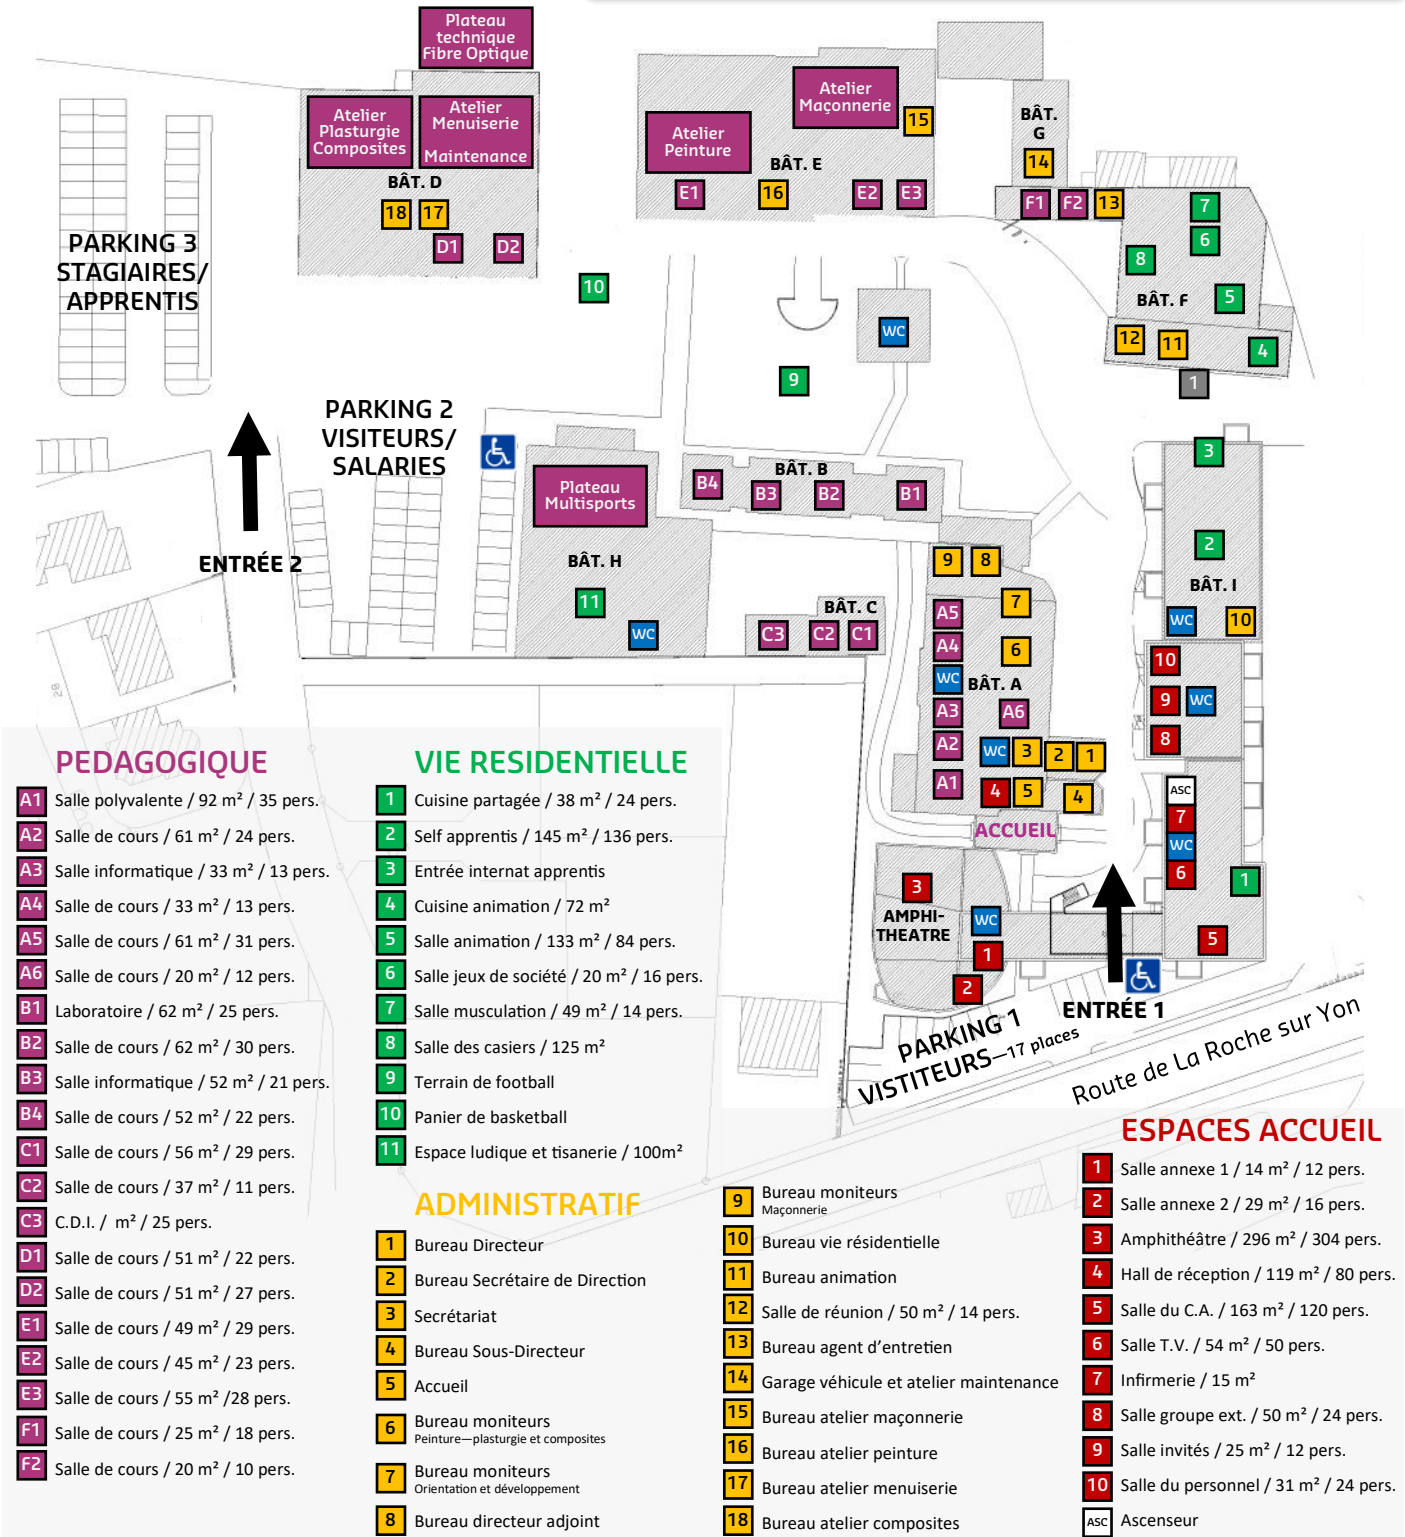 Plateau
technique
Fibre Optique
Atelier
Plasturgie
Composites
Atelier
Menuiserie
Maintenance
BÂT. D
18
17
D1
D2
Atelier
Maçonnerie
15
Atelier
Peinture
BÂT. E
E1
16
E2
E3
BÂT.
G
14
F1
F2
13
7
6
8
5
BÂT. F
12
11
4
1
PARKING 3
STAGIAIRES/
APPRENTIS
10
WC
9
PARKING 2
VISITEURS/
SALARIES
ENTRÉE 2
Plateau
Multisports
BÂT. H
11
WC
B4
BÂT. B
B3
B2
B1
BÂT. C
C3
C2
C1
9
8
7
A5
A4
6
WC
BÂT. A
A3
A6
A2
WC
3
2
1
A1
4
5
4
ACCUEIL
3
2
BÂT. I
WC
10
10
9
WC
8
ASC
7
WC
6
1
5
3
AMPHI-
THEATRE
WC
1
2
ENTRÉE 1
PARKING 1
VISTITEURS—17 places
Route de La Roche sur Yon
26
PEDAGOGIQUE
A1 Salle polyvalente / 92 m² / 35 pers.
A2 Salle de cours / 61 m² / 24 pers.
A3 Salle informatique / 33 m² / 13 pers.
A4 Salle de cours / 33 m² / 13 pers.
A5 Salle de cours / 61 m² / 31 pers.
A6 Salle de cours / 20 m² / 12 pers.
B1 Laboratoire / 62 m² / 25 pers.
B2 Salle de cours / 62 m² / 30 pers.
B3 Salle informatique / 52 m² / 21 pers.
B4 Salle de cours / 52 m² / 22 pers.
C1 Salle de cours / 56 m² / 29 pers.
C2 Salle de cours / 37 m² / 11 pers.
C3 C.D.I. / m² / 25 pers.
D1 Salle de cours / 51 m² / 22 pers.
D2 Salle de cours / 51 m² / 27 pers.
E1 Salle de cours / 49 m² / 29 pers.
E2 Salle de cours / 45 m² / 23 pers.
E3 Salle de cours / 55 m² /28 pers.
F1 Salle de cours / 25 m² / 18 pers.
F2 Salle de cours / 20 m² / 10 pers.
VIE RESIDENTIELLE
1 Cuisine partagée / 38 m² / 24 pers.
2 Self apprentis / 145 m² / 136 pers.
3 Entrée internat apprentis
4 Cuisine animation / 72 m²
5 Salle animation / 133 m² / 84 pers.
6 Salle jeux de société / 20 m² / 16 pers.
7 Salle musculation / 49 m² / 14 pers.
8 Salle des casiers / 125 m²
9 Terrain de football
10 Panier de basketball
11 Espace ludique et tisanerie / 100m²
ADMINISTRATIF
1 Bureau Directeur
2 Bureau Secrétaire de Direction
3 Secrétariat
4 Bureau Sous-Directeur
5 Accueil
6 Bureau moniteurs
Peinture—plasturgie et composites
7 Bureau moniteurs
Orientation et développement
8 Bureau directeur adjoint
9 Bureau moniteurs
Maçonnerie
10 Bureau vie résidentielle
11 Bureau animation
12 Salle de réunion / 50 m² / 14 pers.
13 Bureau agent d'entretien
14 Garage véhicule et atelier maintenance
15 Bureau atelier maçonnerie
16 Bureau atelier peinture
17 Bureau atelier menuiserie
18 Bureau atelier composites
ESPACES ACCUEIL
1 Salle annexe 1 / 14 m² / 12 pers.
2 Salle annexe 2 / 29 m² / 16 pers.
3 Amphithéâtre / 296 m² / 304 pers.
4 Hall de réception / 119 m² / 80 pers.
5 Salle du C.A. / 163 m² / 120 pers.
6 Salle T.V. / 54 m² / 50 pers.
7 Infirmerie / 15 m²
8 Salle groupe ext. / 50 m² / 24 pers.
9 Salle invités / 25 m² / 12 pers.
10 Salle du personnel / 31 m² / 24 pers.
ASC Ascenseur